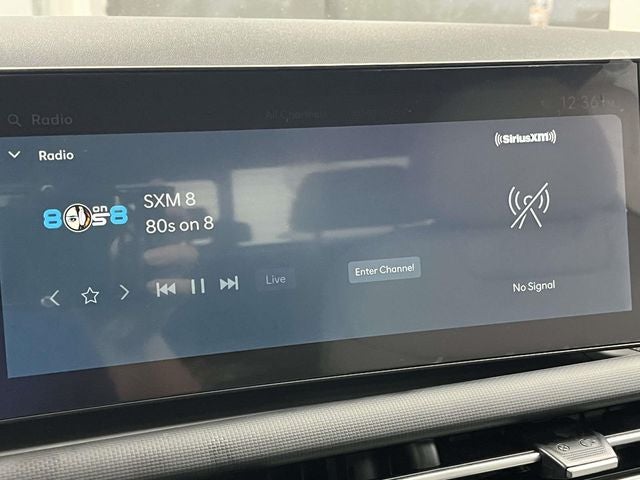 Radio
All Channels
12:36
Radio
((SiriusXM))
80s on 8
SXM 8
80s on 8
Live
Enter Channel
No Signal